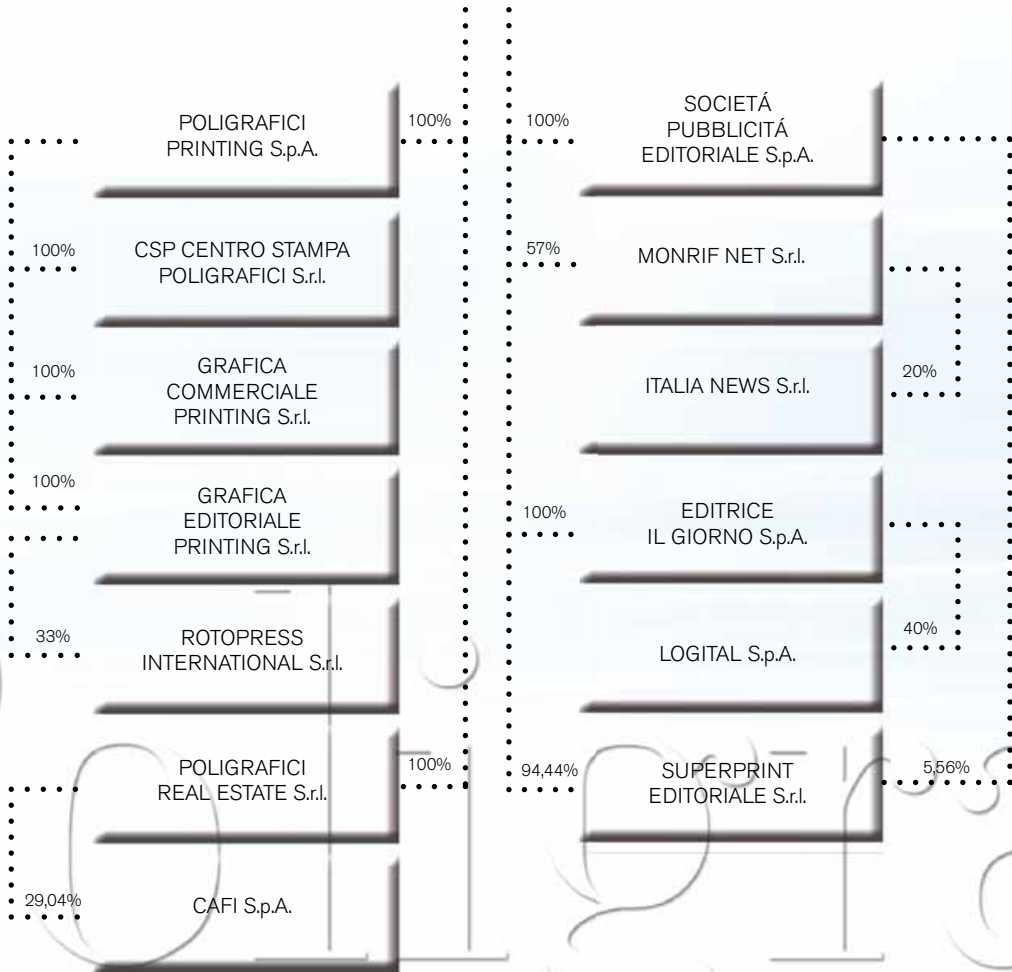 POLIGRAFICI
PRINTING S.p.A.
100%
100%
CSP CENTRO STAMPA
POLIGRAFICI S.r.l.
100%
GRAFICA
COMMERCIALE
PRINTING S.r.l.
100%
GRAFICA
EDITORIALE
PRINTING S.r.l.
33%
ROTOPRESS
INTERNATIONAL S.r.l.
POLIGRAFICI
REAL ESTATE S.r.l.
100%
29,04%
CAFI S.p.A.
100%
SOCIETÁ
PUBBLICITÁ
EDITORIALE S.p.A.
57%
MONRIF NET S.r.l.
ITALIA NEWS S.r.l.
20%
100%
EDITRICE
IL GIORNO S.p.A.
LOGITAL S.p.A.
40%
94,44%
SUPERPRINT
EDITORIALE S.r.l.
5,56%